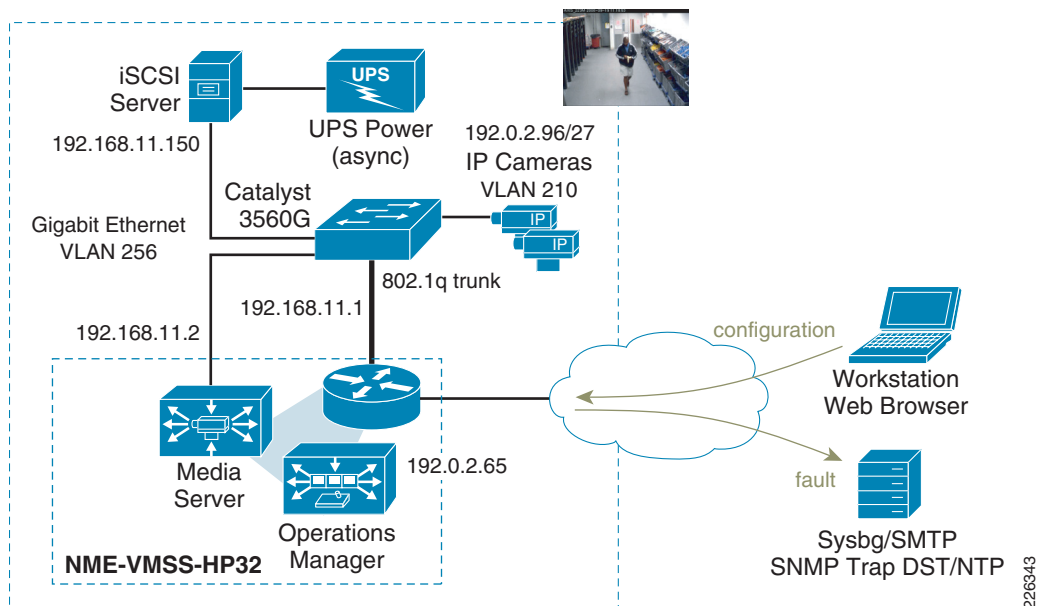 iSCSI
Server
UPS
UPS Power
(async)
192.168.11.150
192.0.2.96/27
IP Cameras
VLAN 210
IP
IP
Catalyst
3560G
Gigabit Ethernet
VLAN 256
802.1q trunk
192.168.11.1
192.168.11.2
configuration
Workstation
Web Browser
Media
Server
192.0.2.65
fault
Operations
Manager
NME-VMSS-HP32
Sysbg/SMTP
SNMP Trap DST/NTP
226343